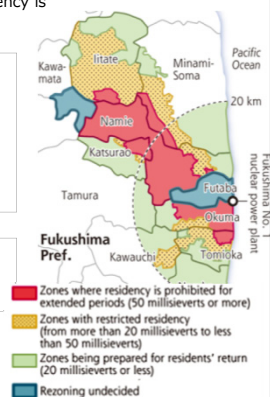 ency is
Iitate
Kawa-
mata
Minami-
Soma
Pacific
Ocean
20 km
Namie
Katsurao
Futaba
Fukushima No. 1
nuclear power plant
Okuma
Tamura
Fukushima
Pref.
Kawauchi
Tomioka
Zones where residency is prohibited for
extended periods (50 millisieverts or more)
Zones with restricted residency
(from more than 20 millisieverts to less
than 50 millisieverts)
Zones being prepared for residents' return
(20 millisieverts or less)
Rezoning undecided